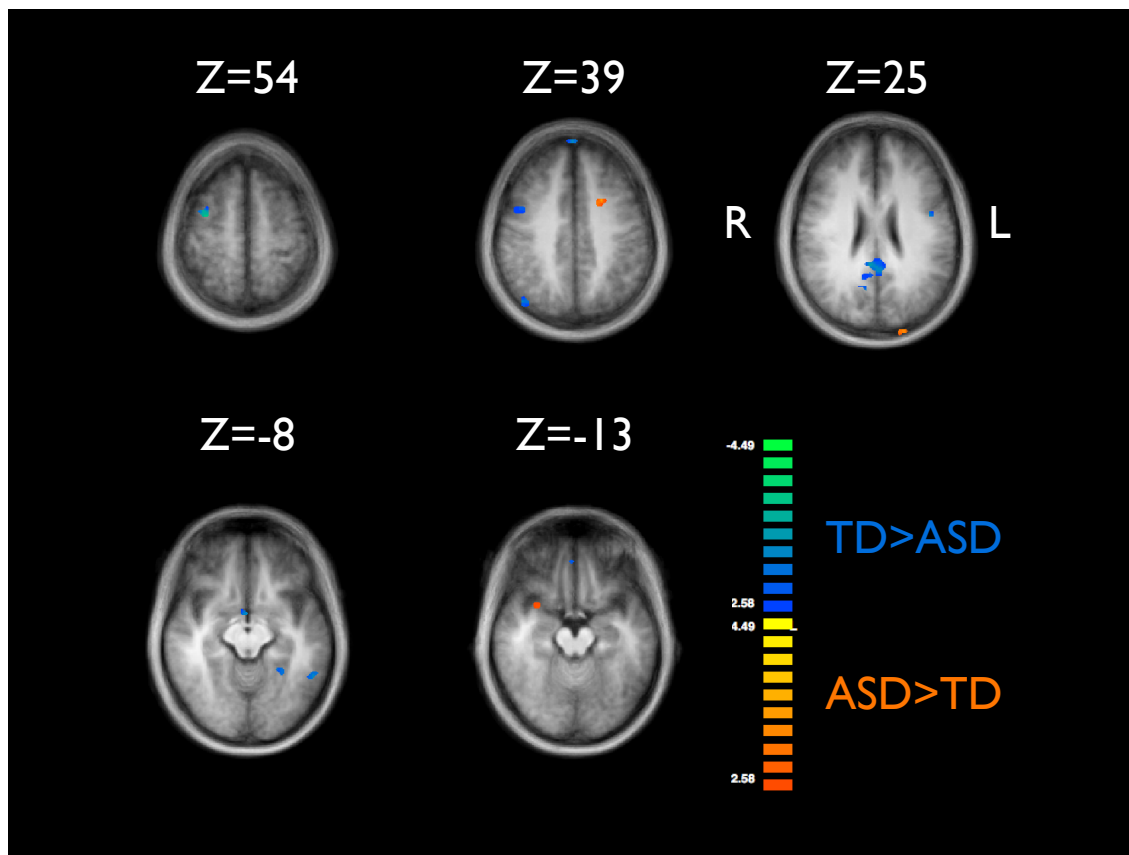 Z=54
Z=39
Z=25
R
L
Z=-8
Z=-13
-4.49
TD>ASD
2.58
4.49
L
ASD>TD
2.58